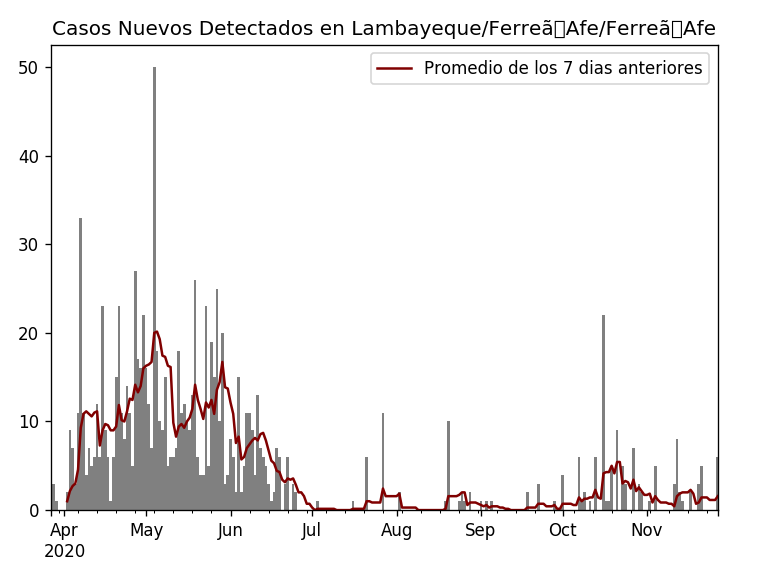 Casos Nuevos Detectados en Lambayeque/Ferreã▯Afe/Ferreã▯Afe
Promedio de los 7 dias anteriores
50
40
30
20
10
0
Apr May Jun Jul Aug Sep Oct Nov
2020